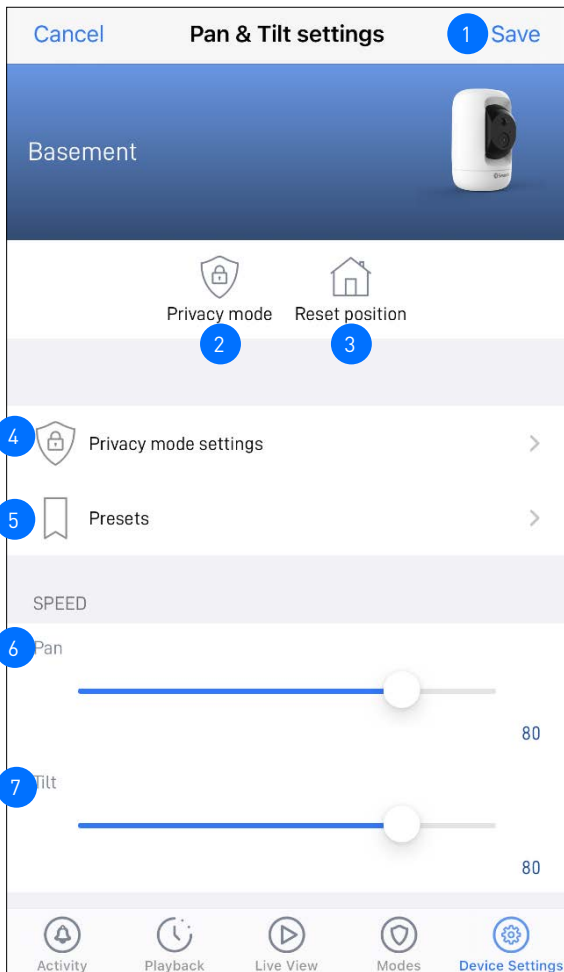 Cancel Pan & Tilt settings 1 Save
Basement
Privacy mode Reset position
2 3
4 Privacy mode settings
5 Presets
SPEED
6 Pan
80
7 Tilt
80
Activity Playback Live View Modes Device Settings